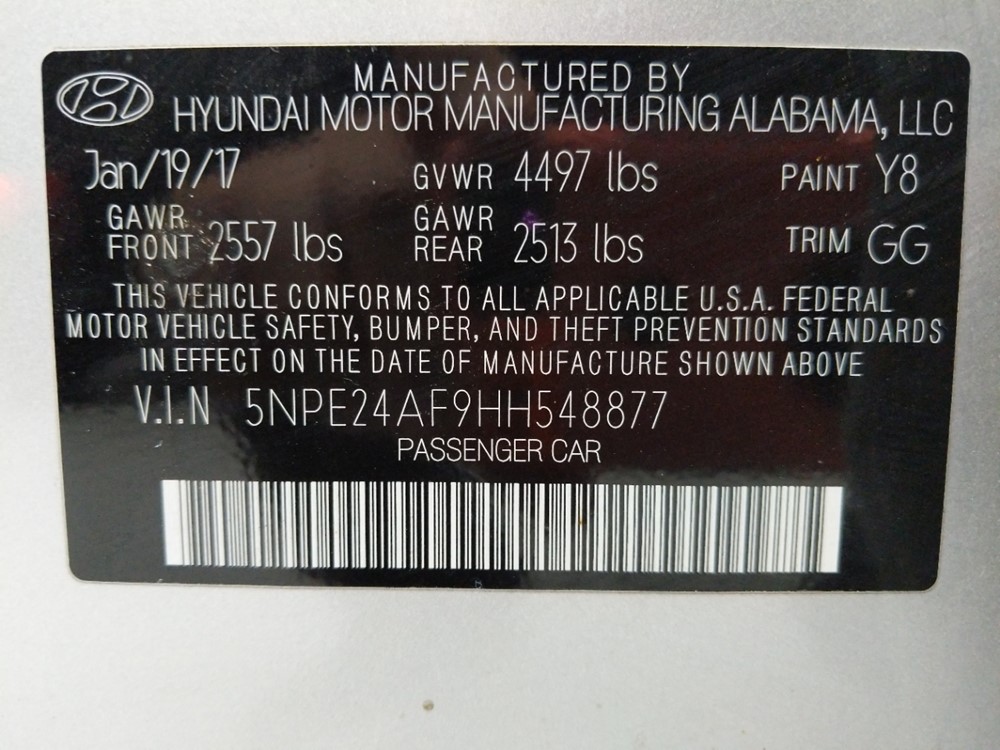 MANUFACTURED BY
HYUNDAI MOTOR MANUFACTURING ALABAMA, LLC
Jan/19/17 GVWR 4497 lbs PAINT Y8
GAWR FRONT 2557 lbs GAWR REAR 2513 lbs TRIM GG
THIS VEHICLE CONFORMS TO ALL APPLICABLE U.S.A. FEDERAL
MOTOR VEHICLE SAFETY, BUMPER, AND THEFT PREVENTION STANDARDS
IN EFFECT ON THE DATE OF MANUFACTURE SHOWN ABOVE
V.I.N 5NPE24AF9HH548877
PASSENGER CAR